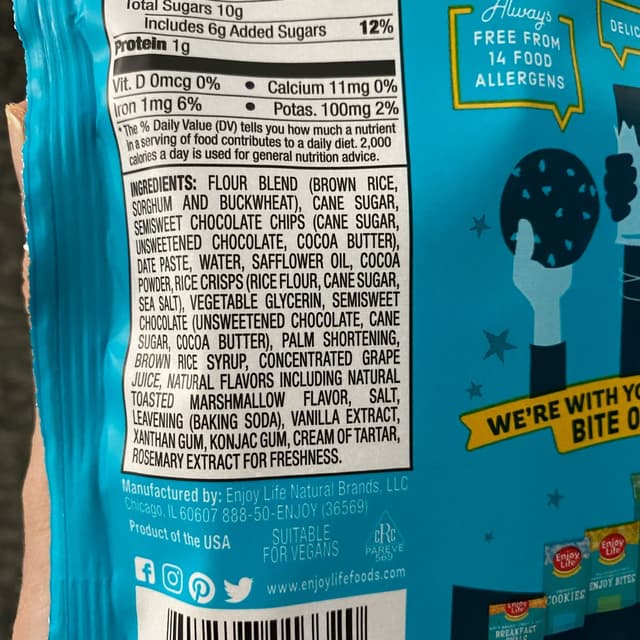 Total Sugars 10g
Includes 6g Added Sugars 12%
Protein 1g
Vit. D 0mcg 0% • Calcium 11mg 0%
Iron 1mg 6% • Potas. 100mg 2%
*The % Daily Value (DV) tells you how much a nutrient
in a serving of food contributes to a daily diet. 2,000
calories a day is used for general nutrition advice.
INGREDIENTS: FLOUR BLEND (BROWN RICE,
SORGHUM AND BUCKWHEAT), CANE SUGAR,
SEMISWEET CHOCOLATE CHIPS (CANE SUGAR,
UNSWEETENED CHOCOLATE, COCOA BUTTER),
DATE PASTE, WATER, SAFFLOWER OIL, COCOA
POWDER, RICE CRISPS (RICE FLOUR, CANE SUGAR,
SEA SALT), VEGETABLE GLYCERIN, SEMISWEET
CHOCOLATE (UNSWEETENED CHOCOLATE, CANE
SUGAR, COCOA BUTTER), PALM SHORTENING,
BROWN RICE SYRUP, CONCENTRATED GRAPE
JUICE, NATURAL FLAVORS INCLUDING NATURAL
TOASTED MARSHMALLOW FLAVOR, SALT,
LEAVENING (BAKING SODA), VANILLA EXTRACT,
XANTHAN GUM, KONJAC GUM, CREAM OF TARTAR,
ROSEMARY EXTRACT FOR FRESHNESS.
Manufactured by: Enjoy Life Natural Brands, LLC
Chicago, IL 60607 888-50-ENJOY (36569)
Product of the USA
SUITABLE
FOR VEGANS
cRc
PAREVE
www.enjoylifefoods.com
Always
FREE FROM
14 FOOD
ALLERGENS
DELIC
WE'RE WITH YO
BITE O
Enjoy
Life
COOKIES
Enjoy
Life
ENJOY BITES
Enjoy
Life
BREAKFAST